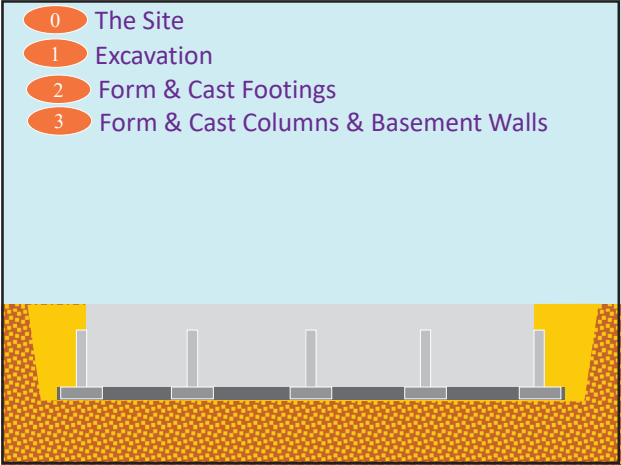 0 The Site
1 Excavation
2 Form & Cast Footings
3 Form & Cast Columns & Basement Walls